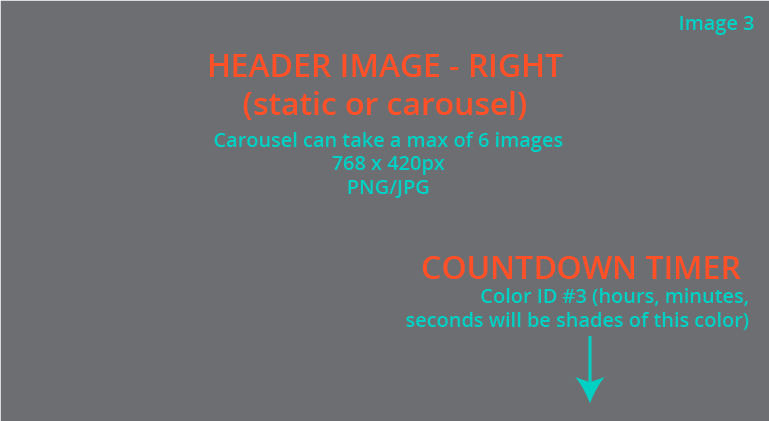 Image 3
HEADER IMAGE - RIGHT
(static or carousel)
Carousel can take a max of 6 images
768 x 420px
PNG/JPG
COUNTDOWN TIMER
Color ID #3 (hours, minutes,
seconds will be shades of this color)